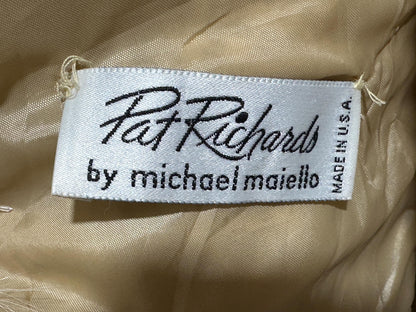 Pat Richards
by michael maiello
MADE IN U.S.A.